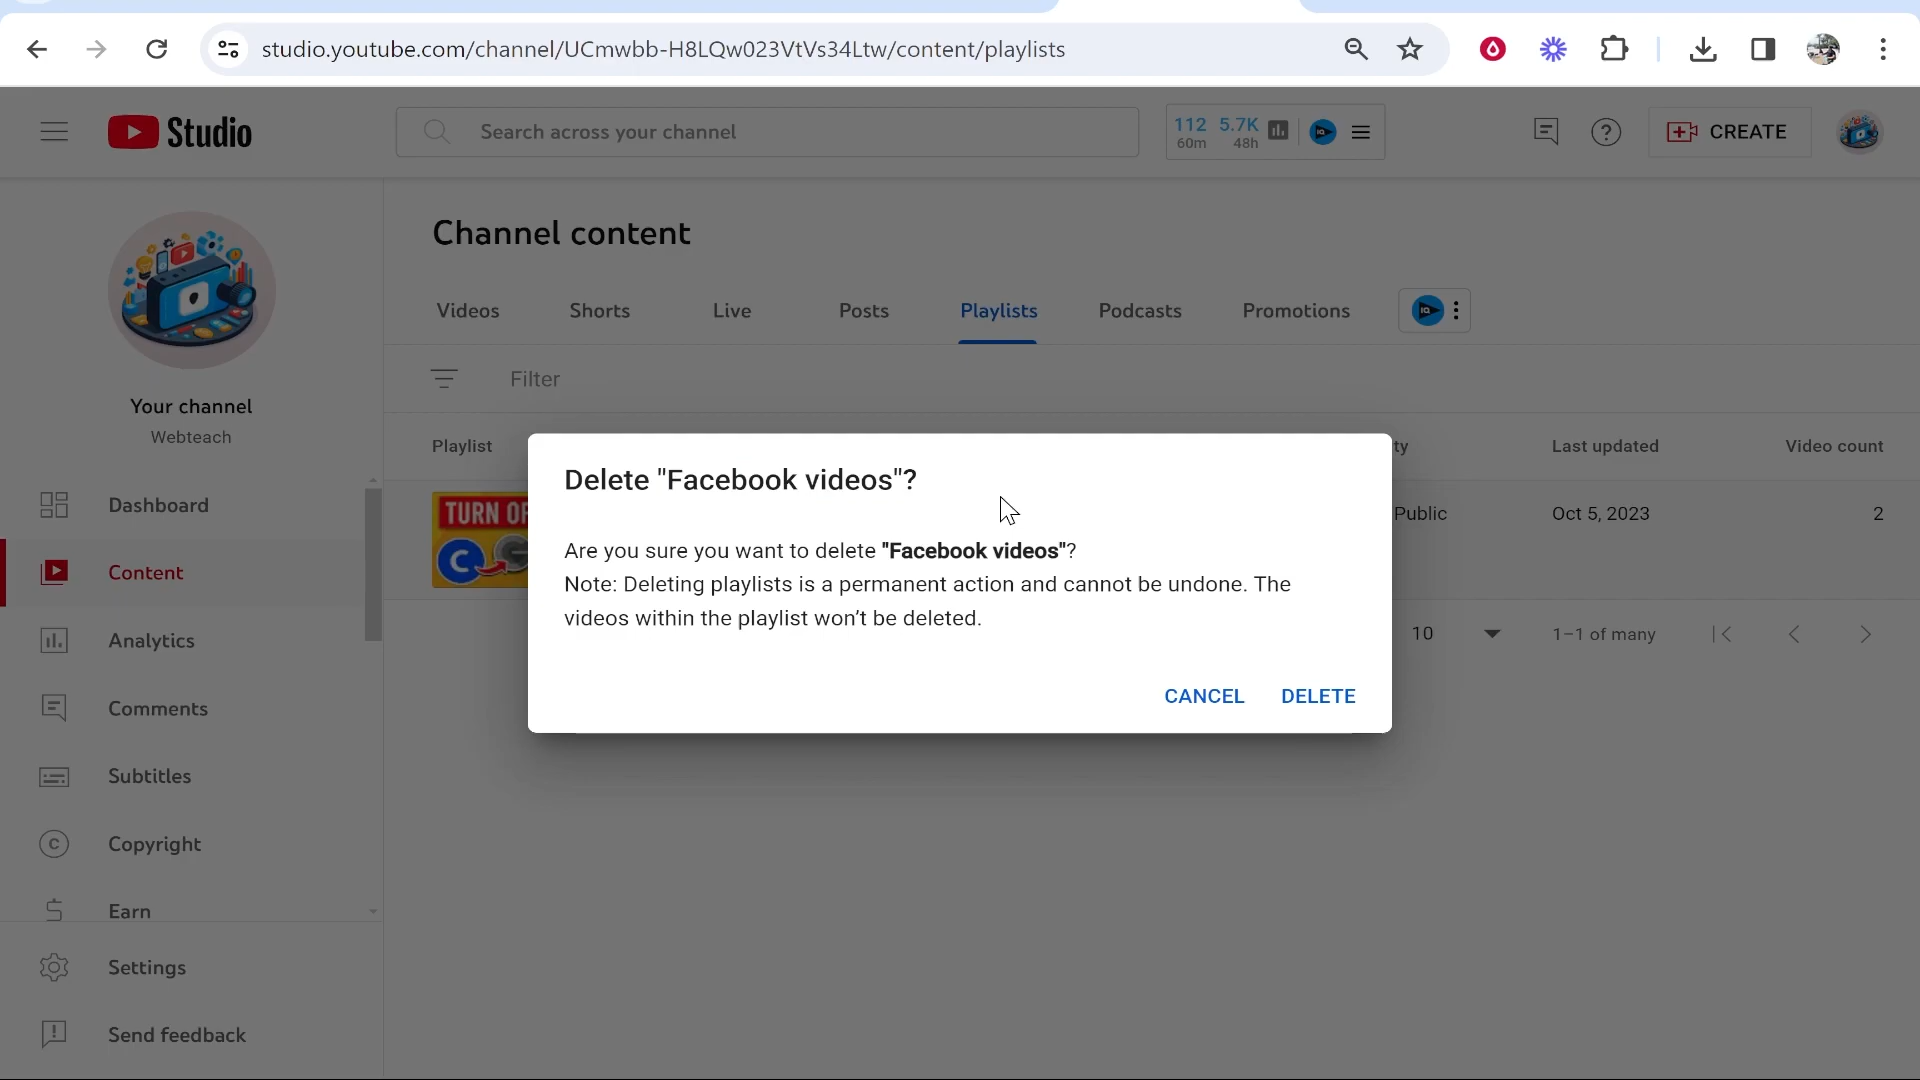 studio.youtube.com/channel/UCmwbb-H8LQw023VtVs34Ltw/content/playlists
Studio
Search across your channel
112 5.7K
60m 48h
CREATE
Channel content
Videos Shorts Live Posts Playlists Podcasts Promotions
Filter
Your channel
Webteach
Playlist
ty
Last updated
Video count
TURN OF
Public
Oct 5, 2023
2
Delete "Facebook videos"?
Are you sure you want to delete "Facebook videos"?
Note: Deleting playlists is a permanent action and cannot be undone. The
videos within the playlist won’t be deleted.
CANCEL DELETE
10
1–1 of many
Dashboard
Content
Analytics
Comments
Subtitles
Copyright
Earn
Settings
Send feedback